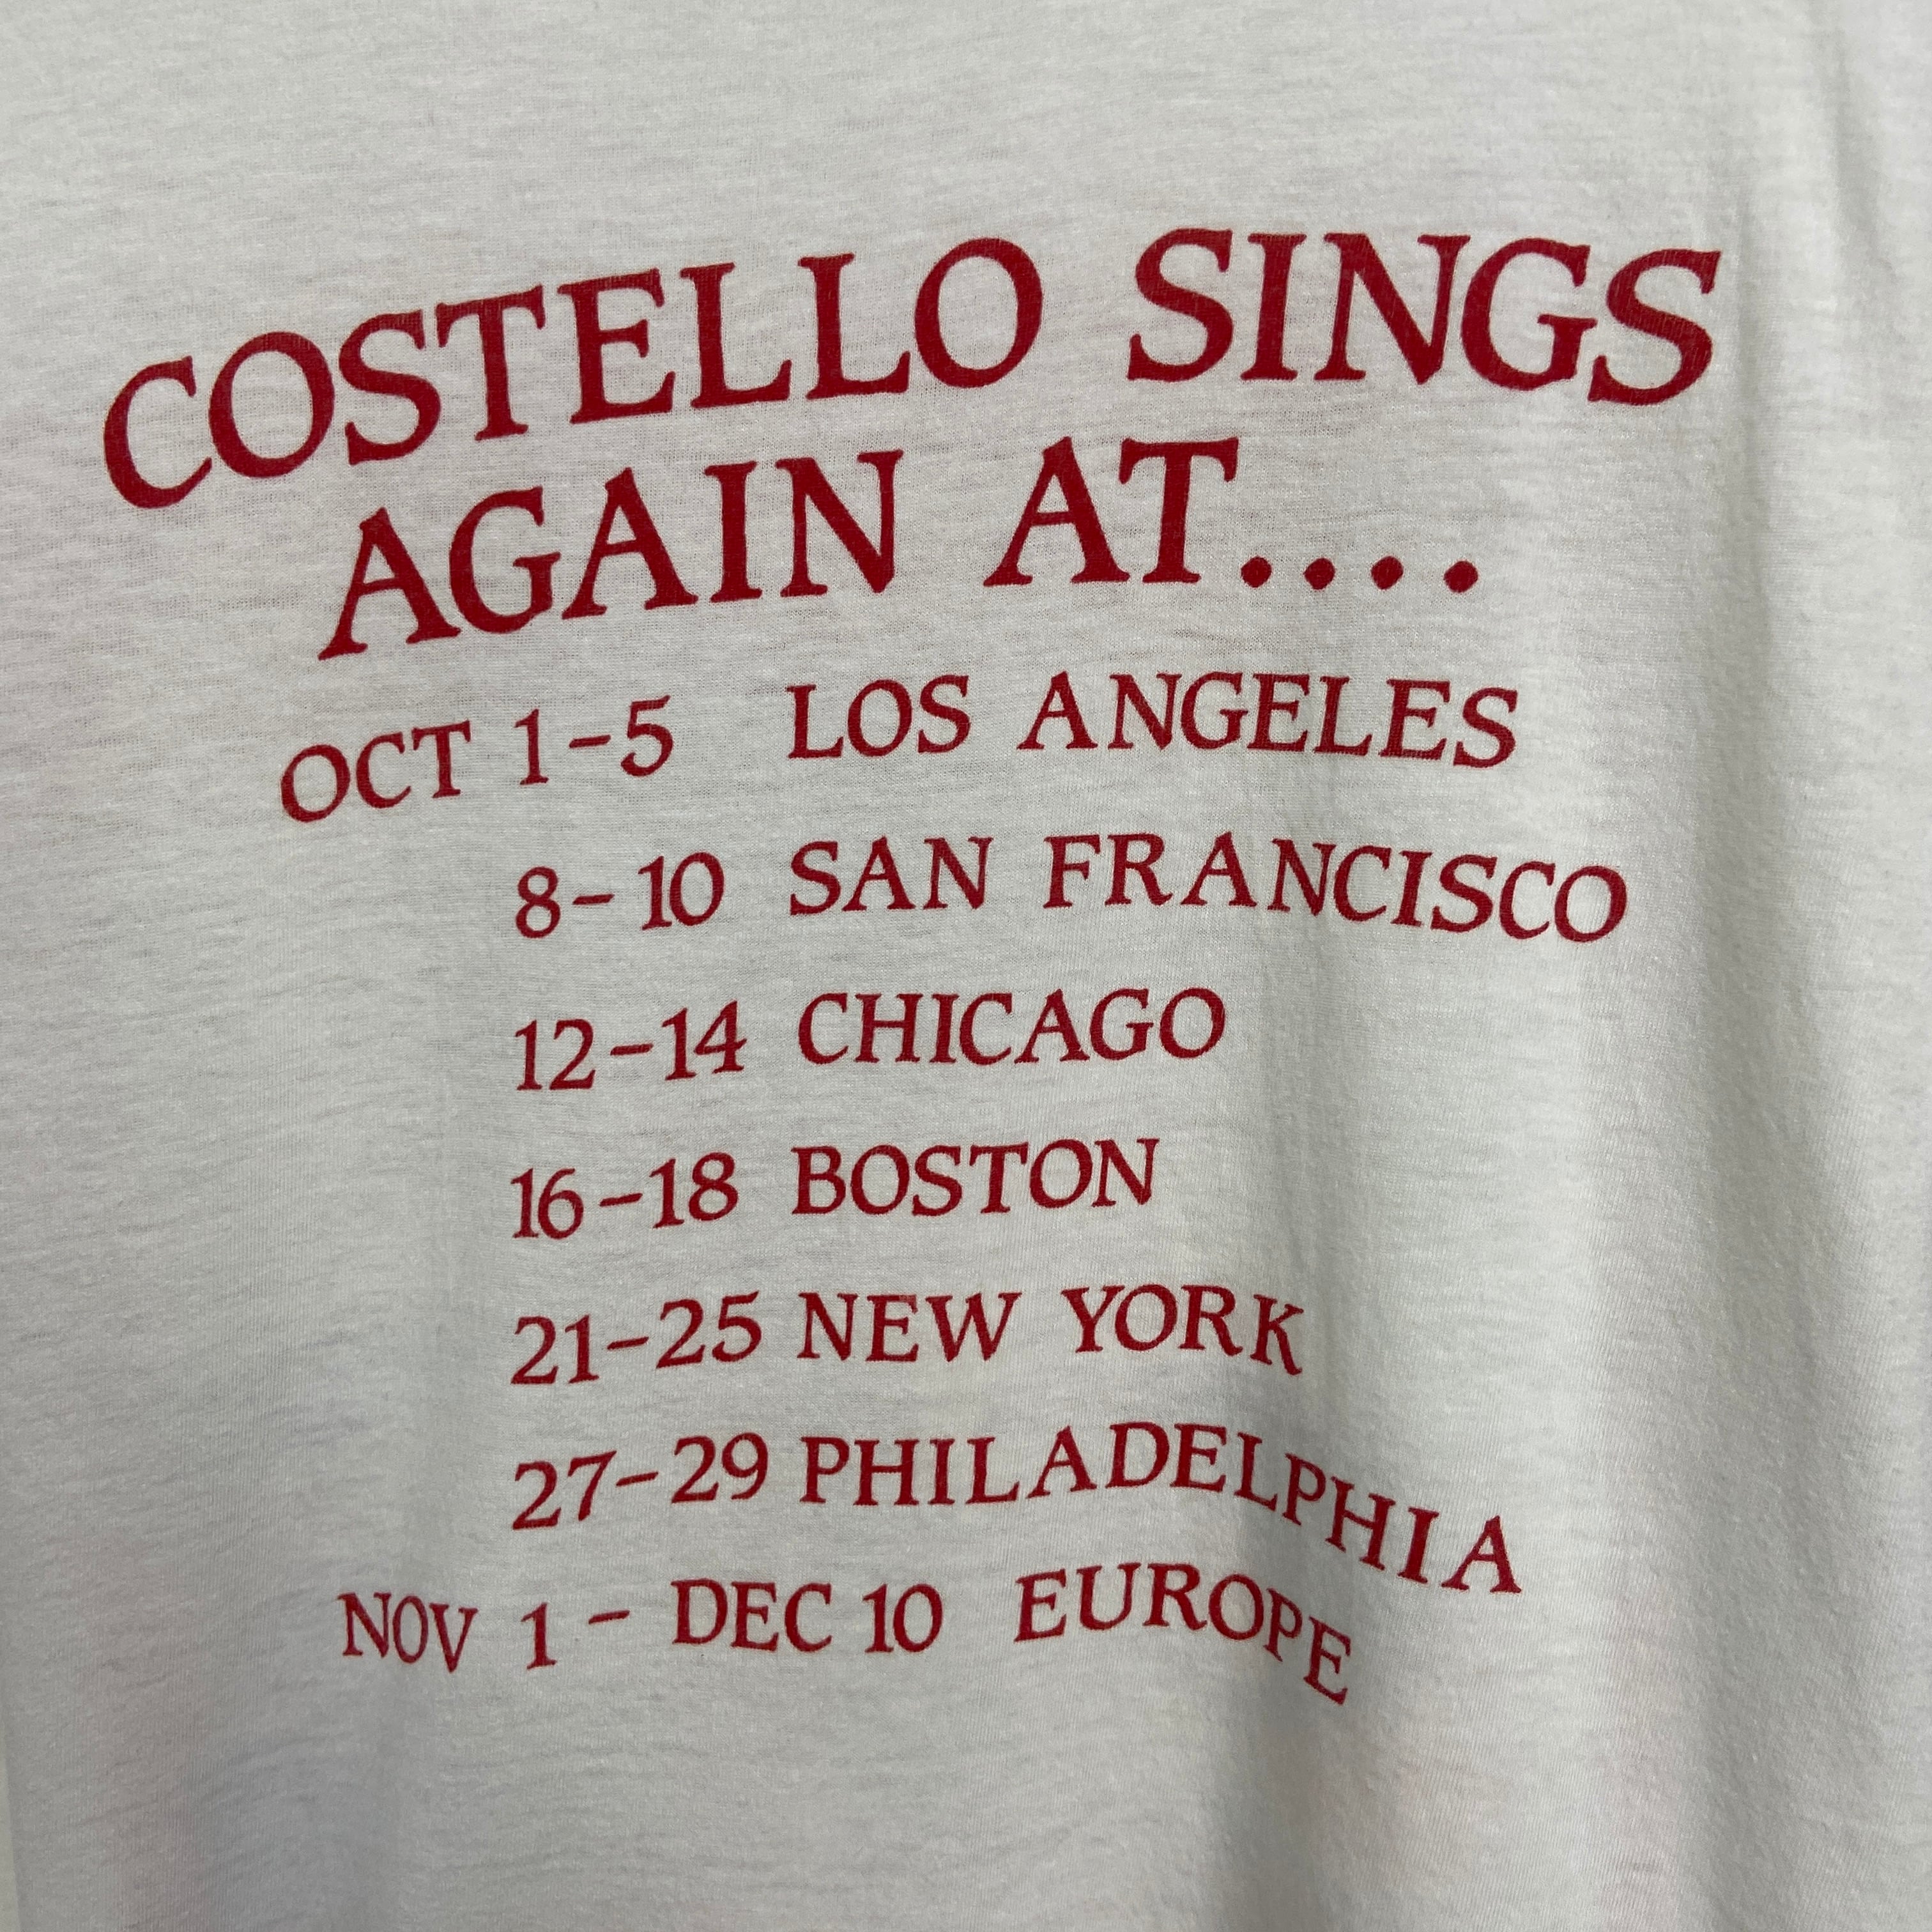 COSTELLO SINGS
AGAIN AT....
OCT 1-5 LOS ANGELES
8-10 SAN FRANCISCO
12-14 CHICAGO
16-18 BOSTON
21-25 NEW YORK
27-29 PHILADELPHIA
NOV 1 - DEC 10 EUROPE